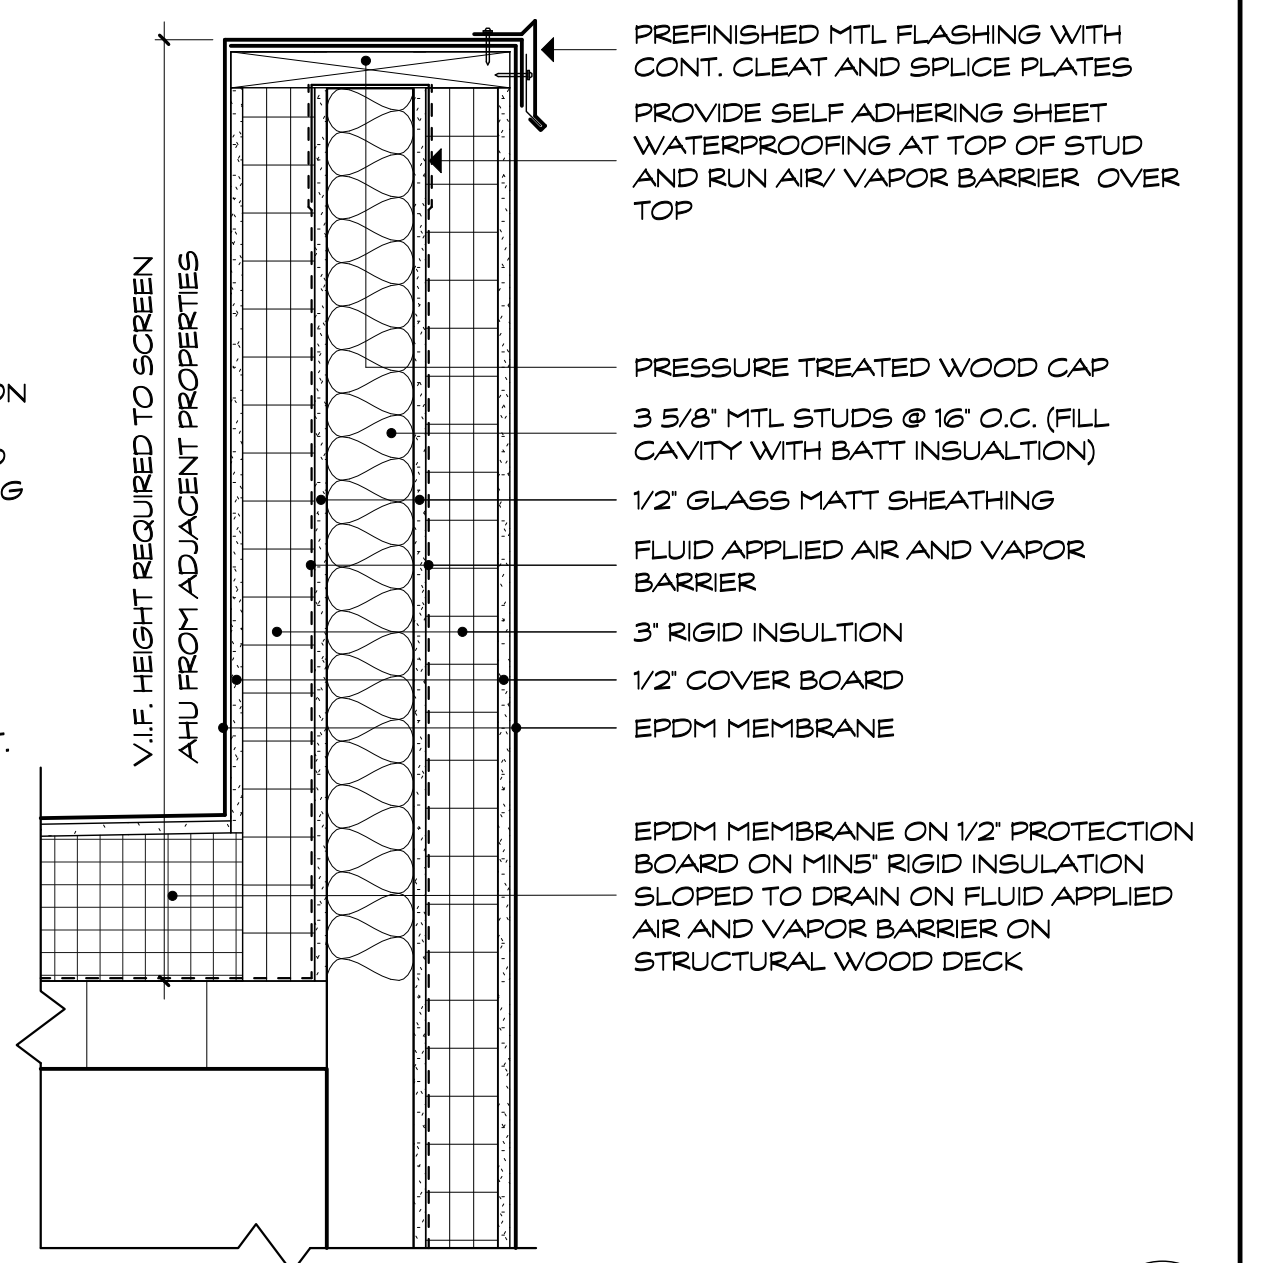 PREFINISHED MTL FLASHING WITH
CONT. CLEAT AND SPLICE PLATES
PROVIDE SELF ADHERING SHEET
WATERPROOFING AT TOP OF STUD
AND RUN AIR/ VAPOR BARRIER OVER
TOP
V.I.F. HEIGHT REQUIRED TO SCREEN
AHU FROM ADJACENT PROPERTIES
PRESSURE TREATED WOOD CAP
3 5/8" MTL STUDS @ 16" O.C. (FILL
CAVITY WITH BATT INSUALTION)
1/2" GLASS MATT SHEATHING
FLUID APPLIED AIR AND VAPOR
BARRIER
3" RIGID INSULTION
1/2" COVER BOARD
EPDM MEMBRANE
EPDM MEMBRANE ON 1/2" PROTECTION
BOARD ON MIN5" RIGID INSULATION
SLOPED TO DRAIN ON FLUID APPLIED
AIR AND VAPOR BARRIER ON
STRUCTURAL WOOD DECK